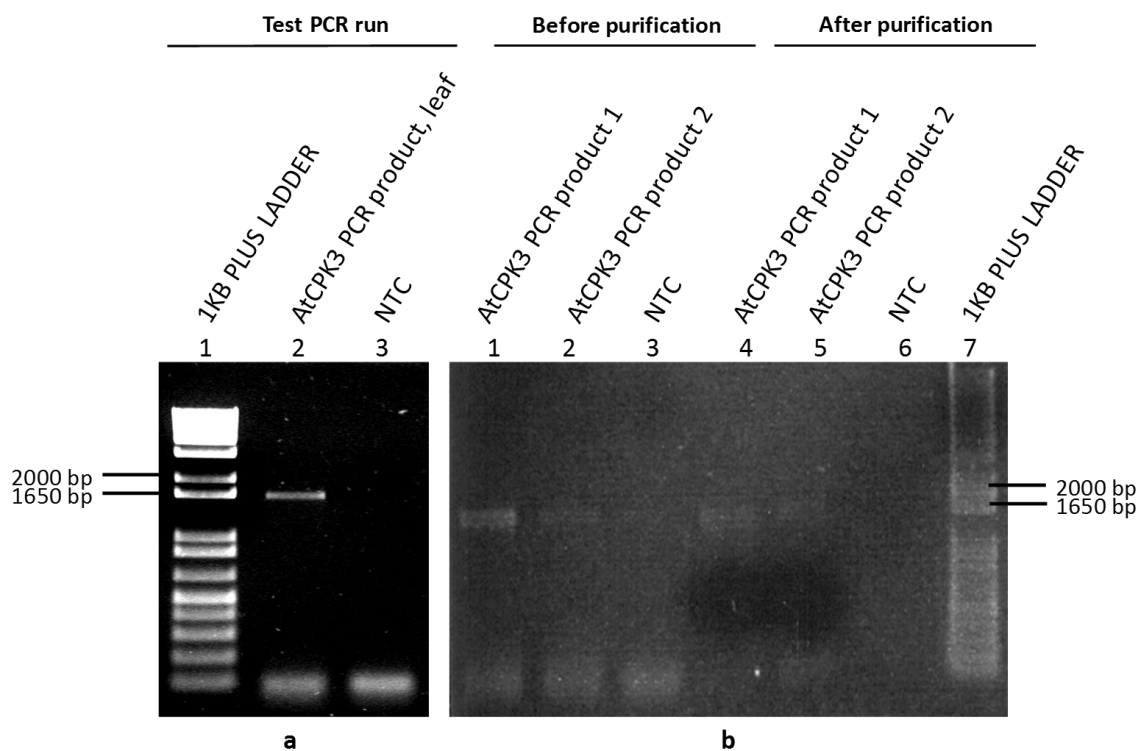 Test PCR run
Before purification
After purification
1KB PLUS LADDER
AtCPK3 PCR product, leaf
NTC
AtCPK3 PCR product 1
AtCPK3 PCR product 2
NTC
AtCPK3 PCR product 1
AtCPK3 PCR product 2
NTC
1KB PLUS LADDER
1 2 3
1 2 3 4 5 6 7
2000 bp
1650 bp
2000 bp
1650 bp
a
b